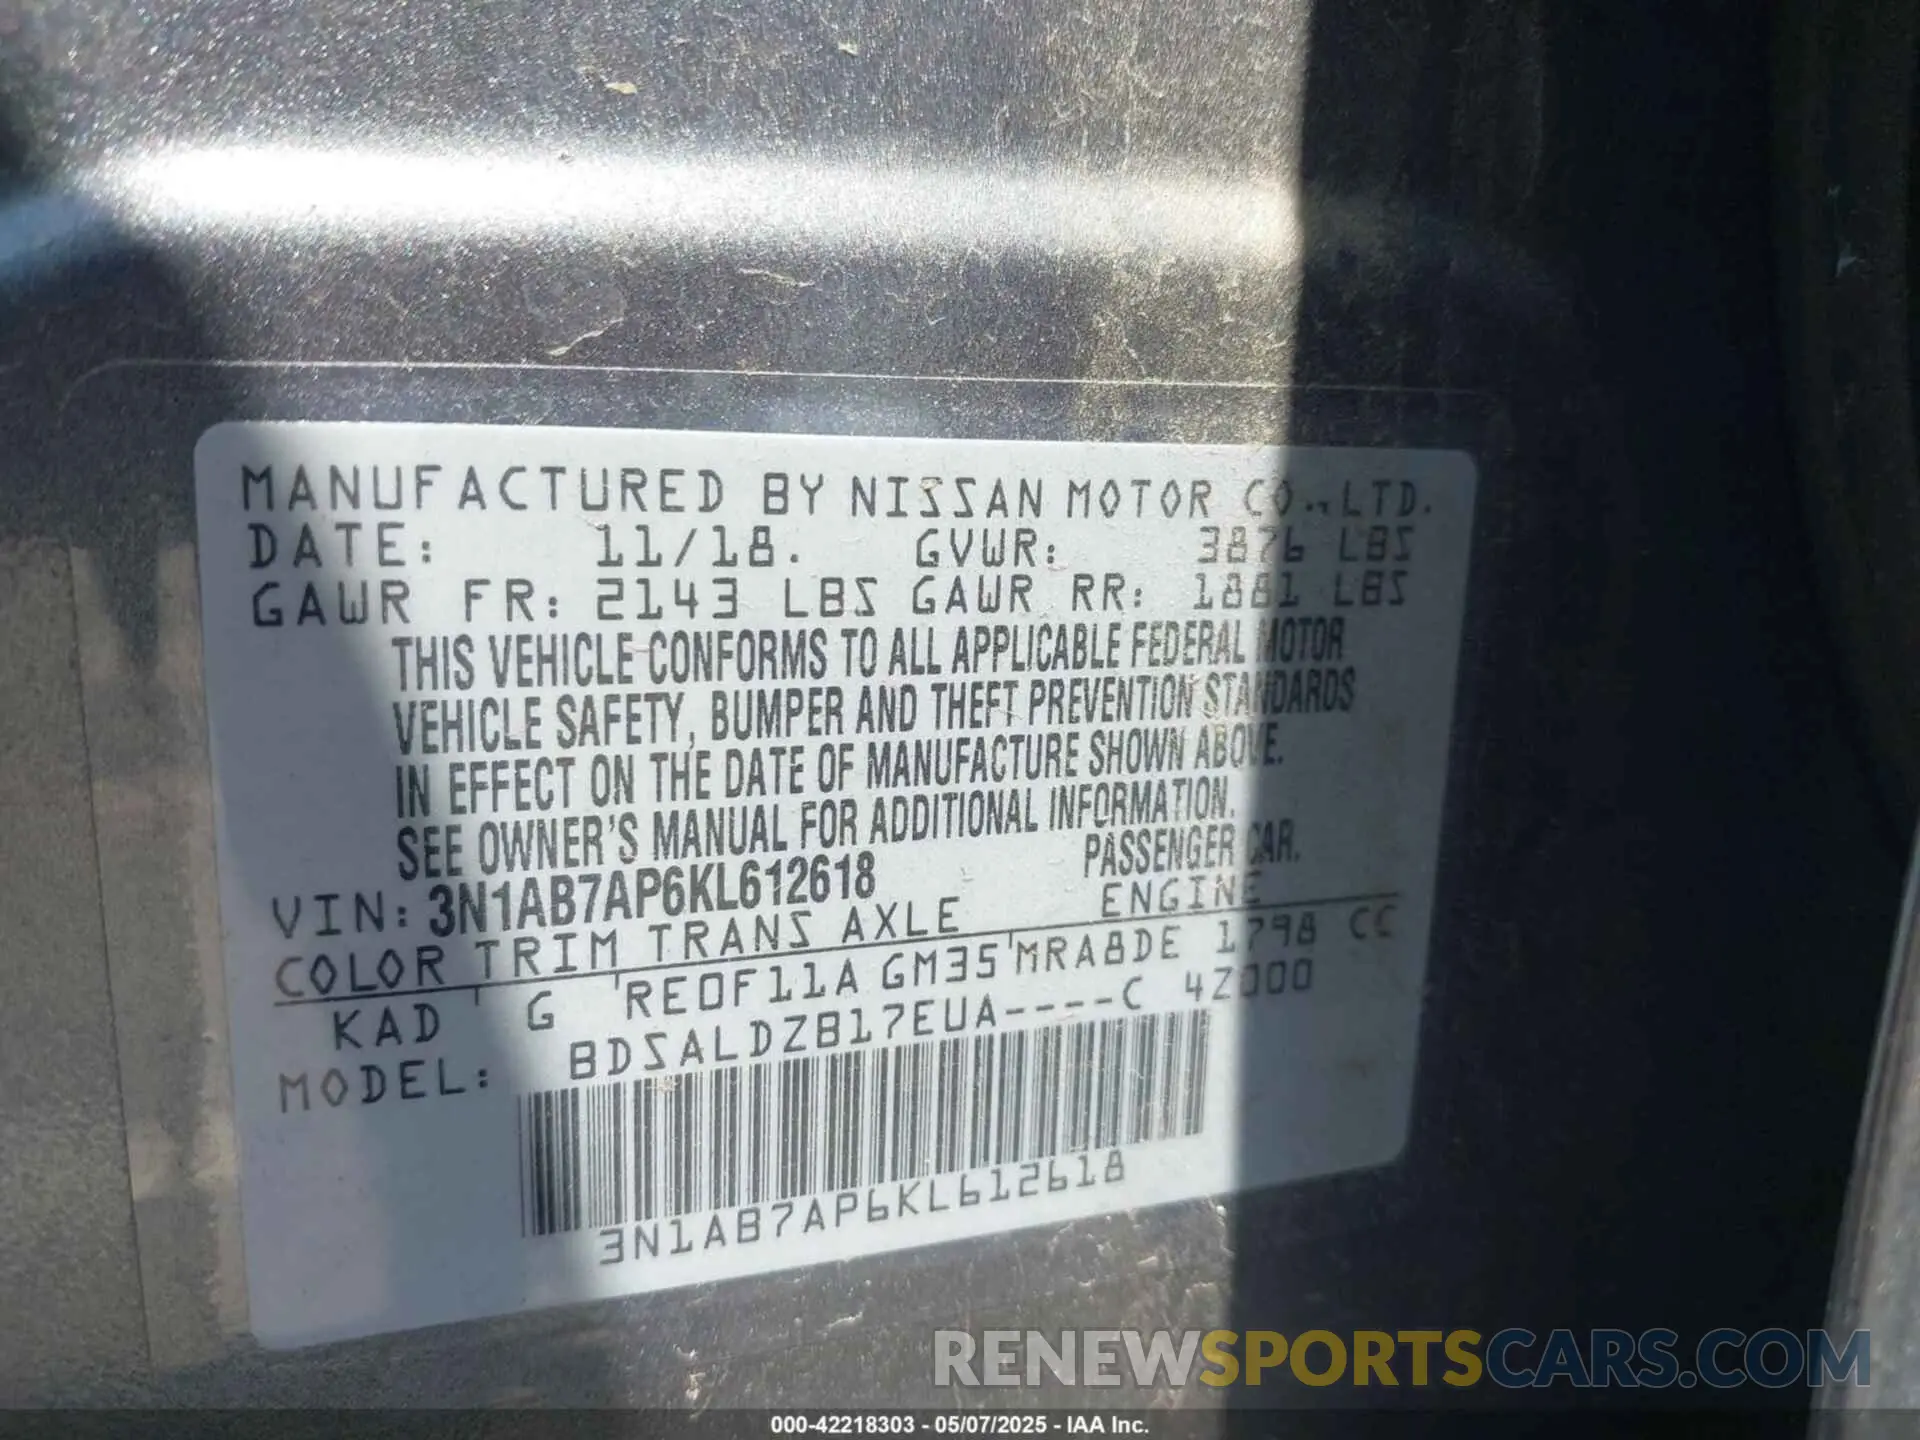 MANUFACTURED BY NISSAN MOTOR CO., LTD.
DATE: 11/18. GVWR: 3876 LBS
GAWR FR: 2143 LBS GAWR RR: 1881 LBS
THIS VEHICLE CONFORMS TO ALL APPLICABLE FEDERAL MOTOR
VEHICLE SAFETY, BUMPER AND THEFT PREVENTION STANDARDS
IN EFFECT ON THE DATE OF MANUFACTURE SHOWN ABOVE.
SEE OWNER'S MANUAL FOR ADDITIONAL INFORMATION.
VIN: 3N1AB7AP6KL612618 PASSENGER CAR.
COLOR TRIM TRANS AXLE ENGINE
KAD G RE0F11A GM35 MRA8DE 1798 CC
MODEL: BDSALDZB17EUA----C 4Z000
3N1AB7AP6KL612618
RENEWSPORTSCARS.COM
000-42218303 - 05/07/2025 - IAA Inc.